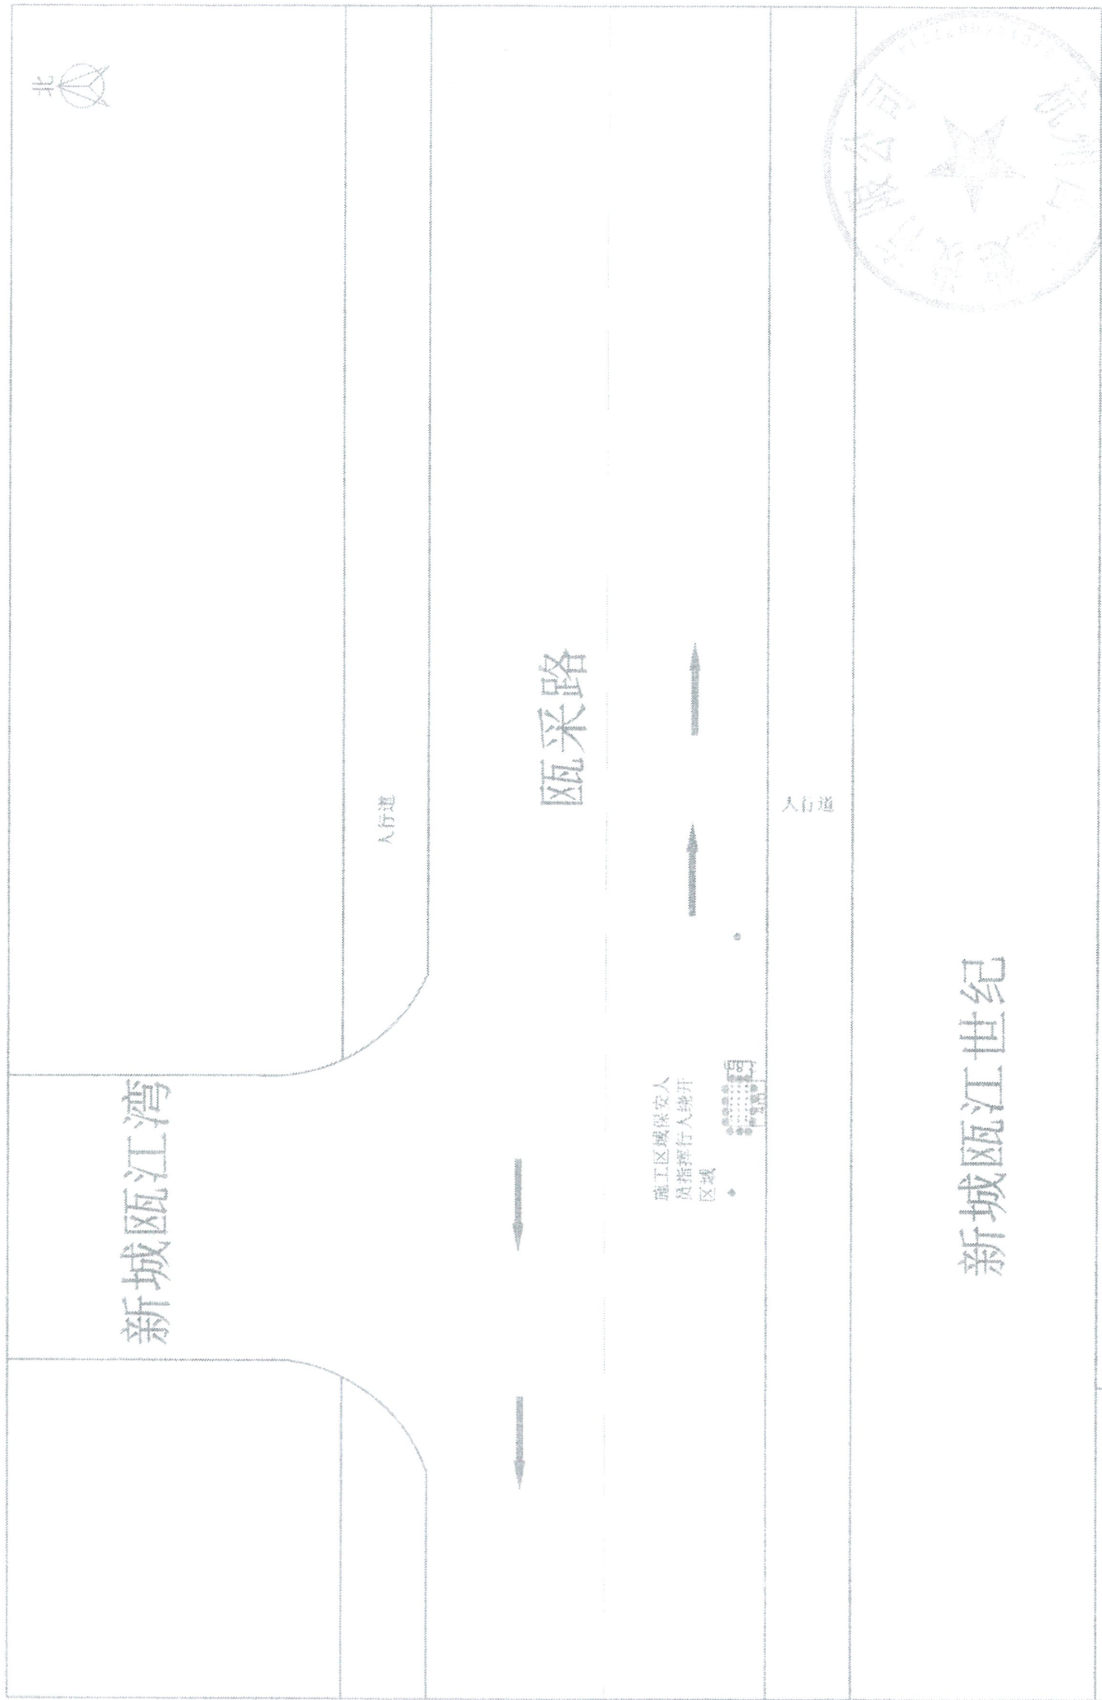 北
新城瓯江湾
人行道
瓯采路
施工区域保安人
员指挥行人绕开
区域
人行道
新城瓯江世纪